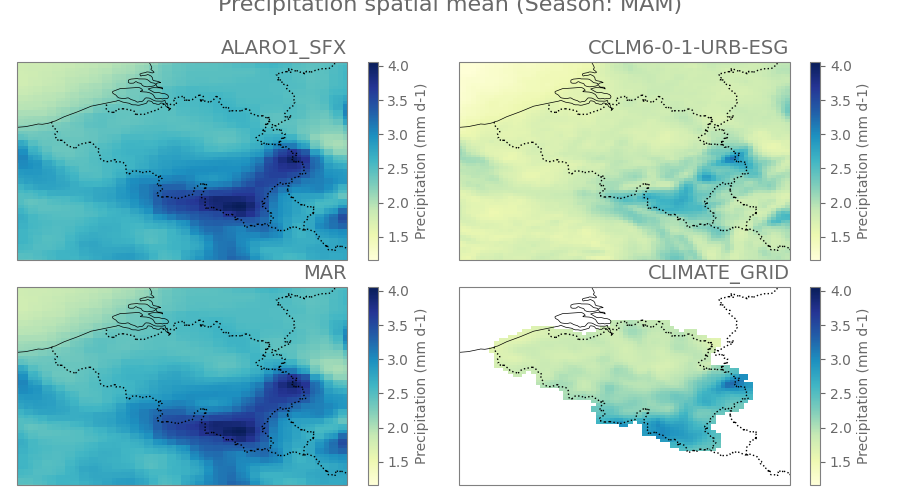 Precipitation spatial mean (Season: MAM)
ALARO1_SFX
4.0
3.5
3.0
2.5
2.0
1.5
Precipitation (mm d-1)
CCLM6-0-1-URB-ESG
4.0
3.5
3.0
2.5
2.0
1.5
Precipitation (mm d-1)
MAR
4.0
3.5
3.0
2.5
2.0
1.5
Precipitation (mm d-1)
CLIMATE_GRID
4.0
3.5
3.0
2.5
2.0
1.5
Precipitation (mm d-1)